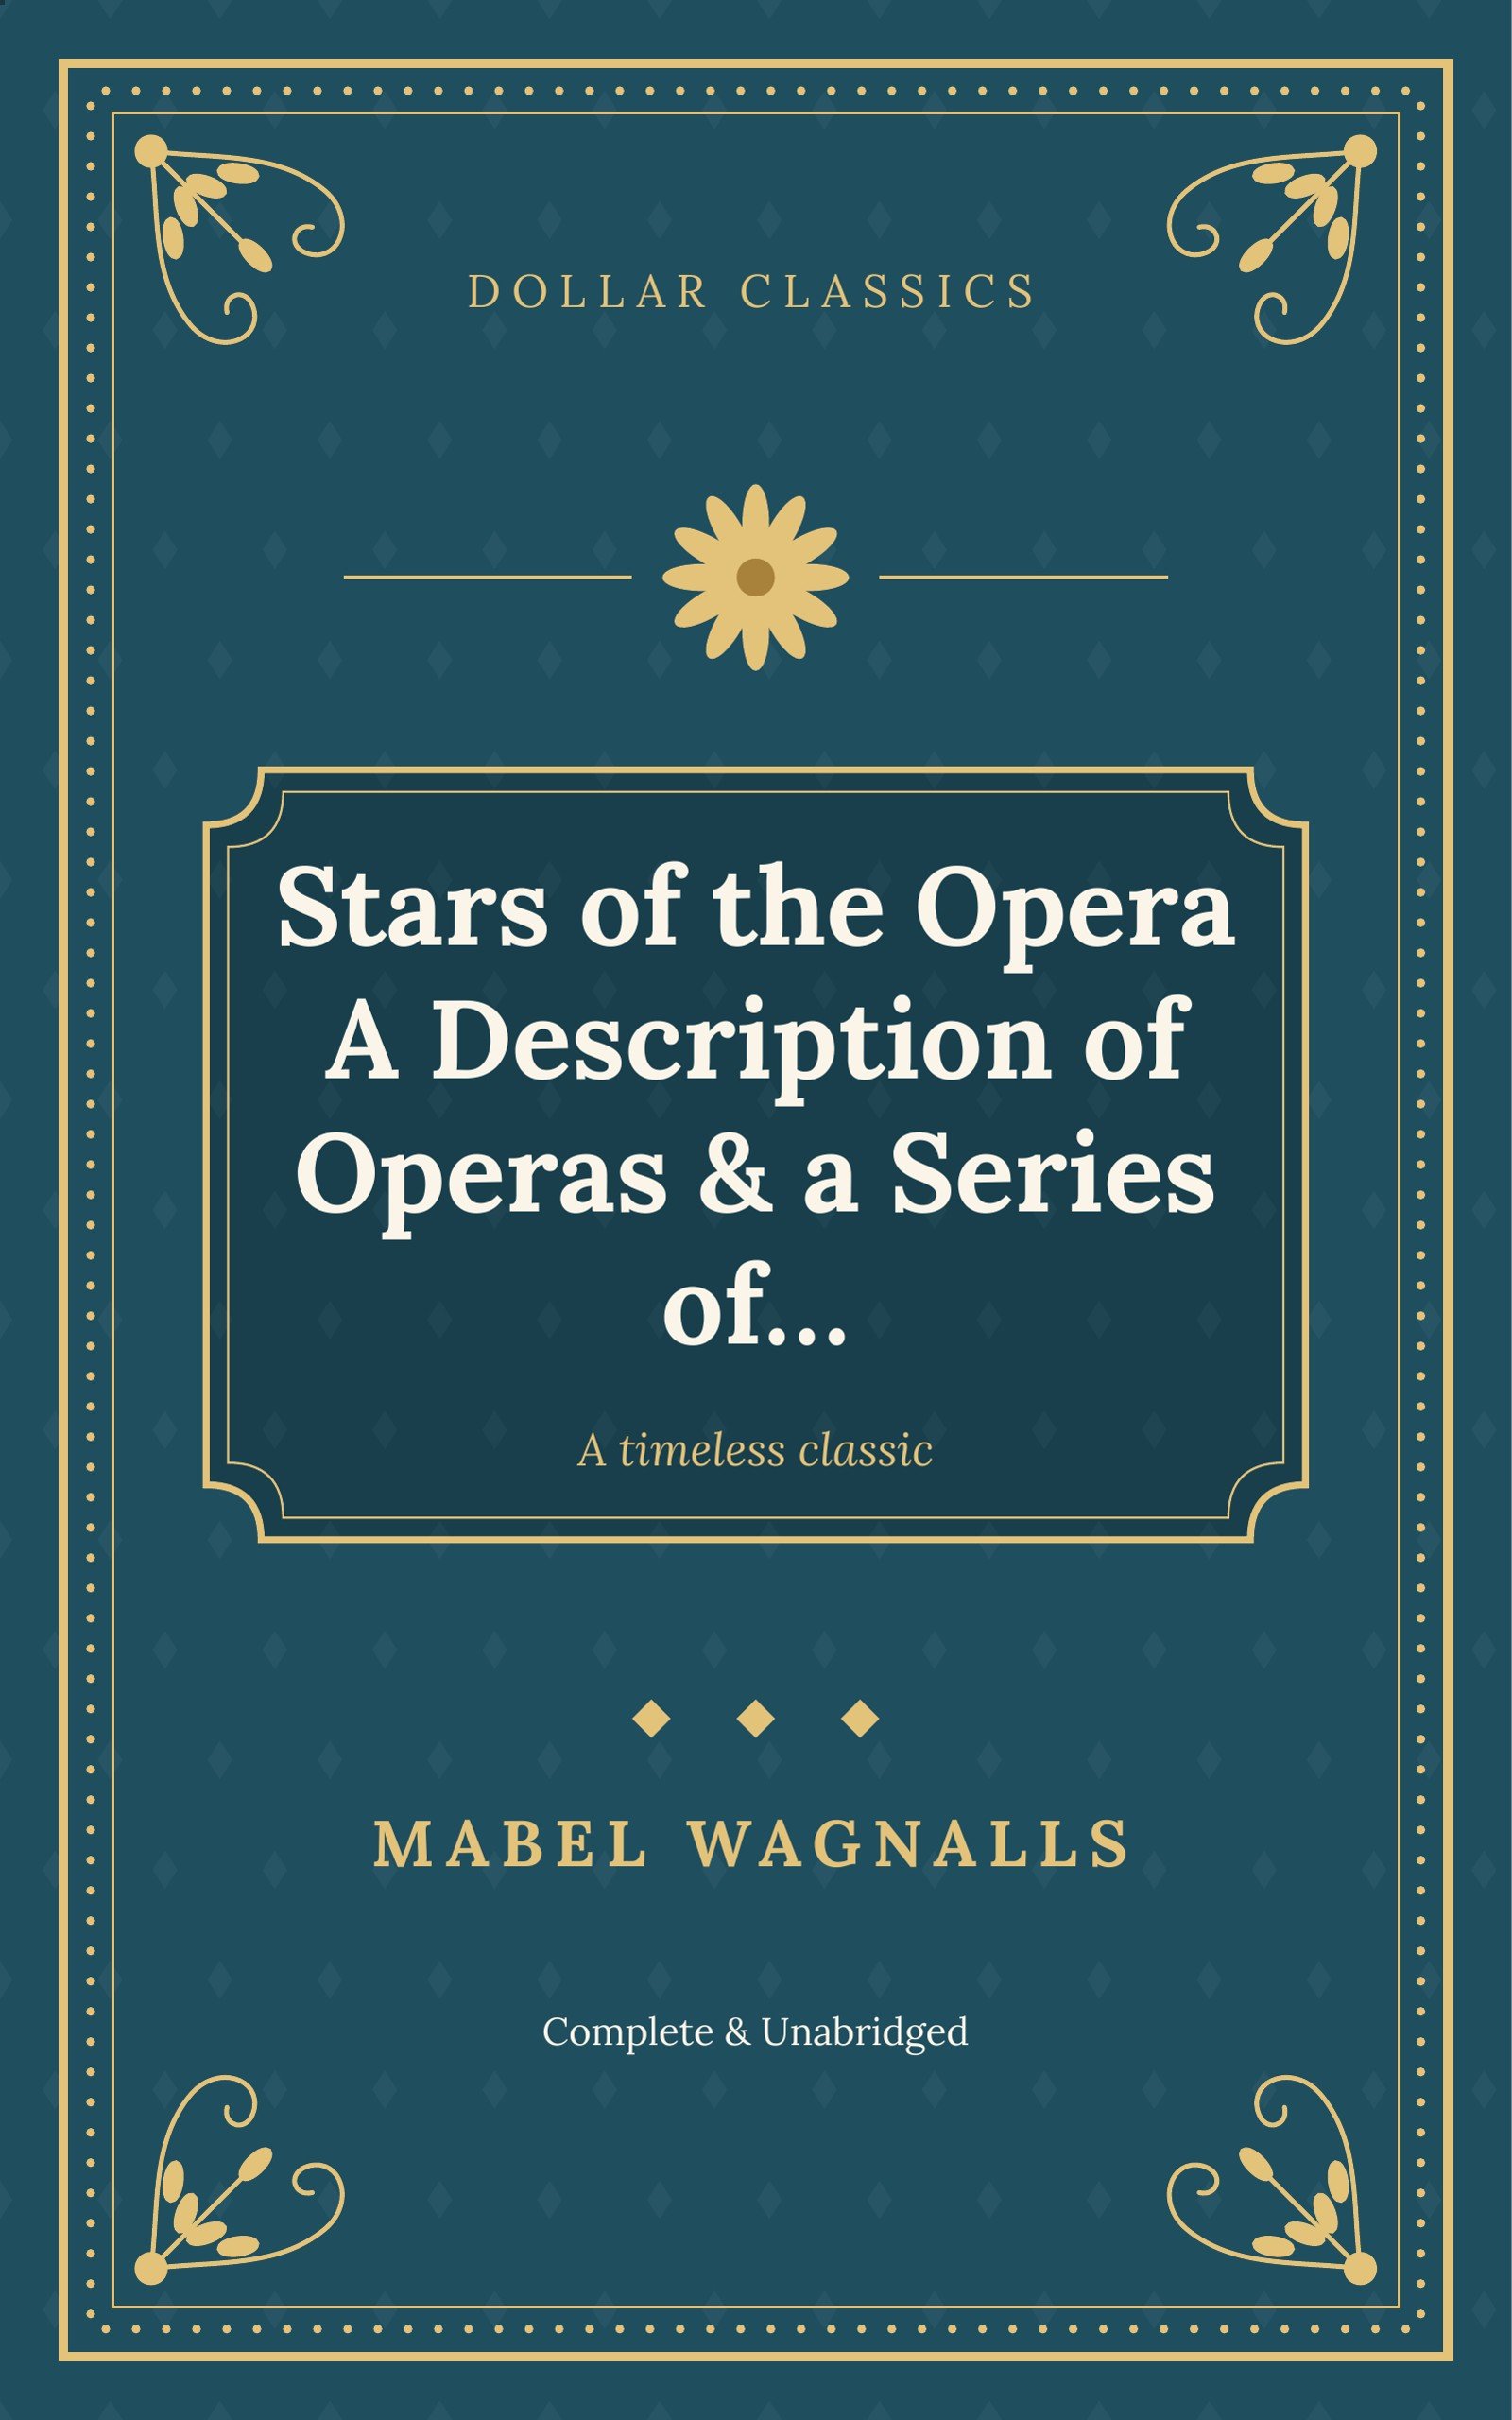 DOLLAR CLASSICS
Stars of the Opera
A Description of
Operas & a Series
of...
A timeless classic
MABEL WAGNALLS
Complete & Unabridged